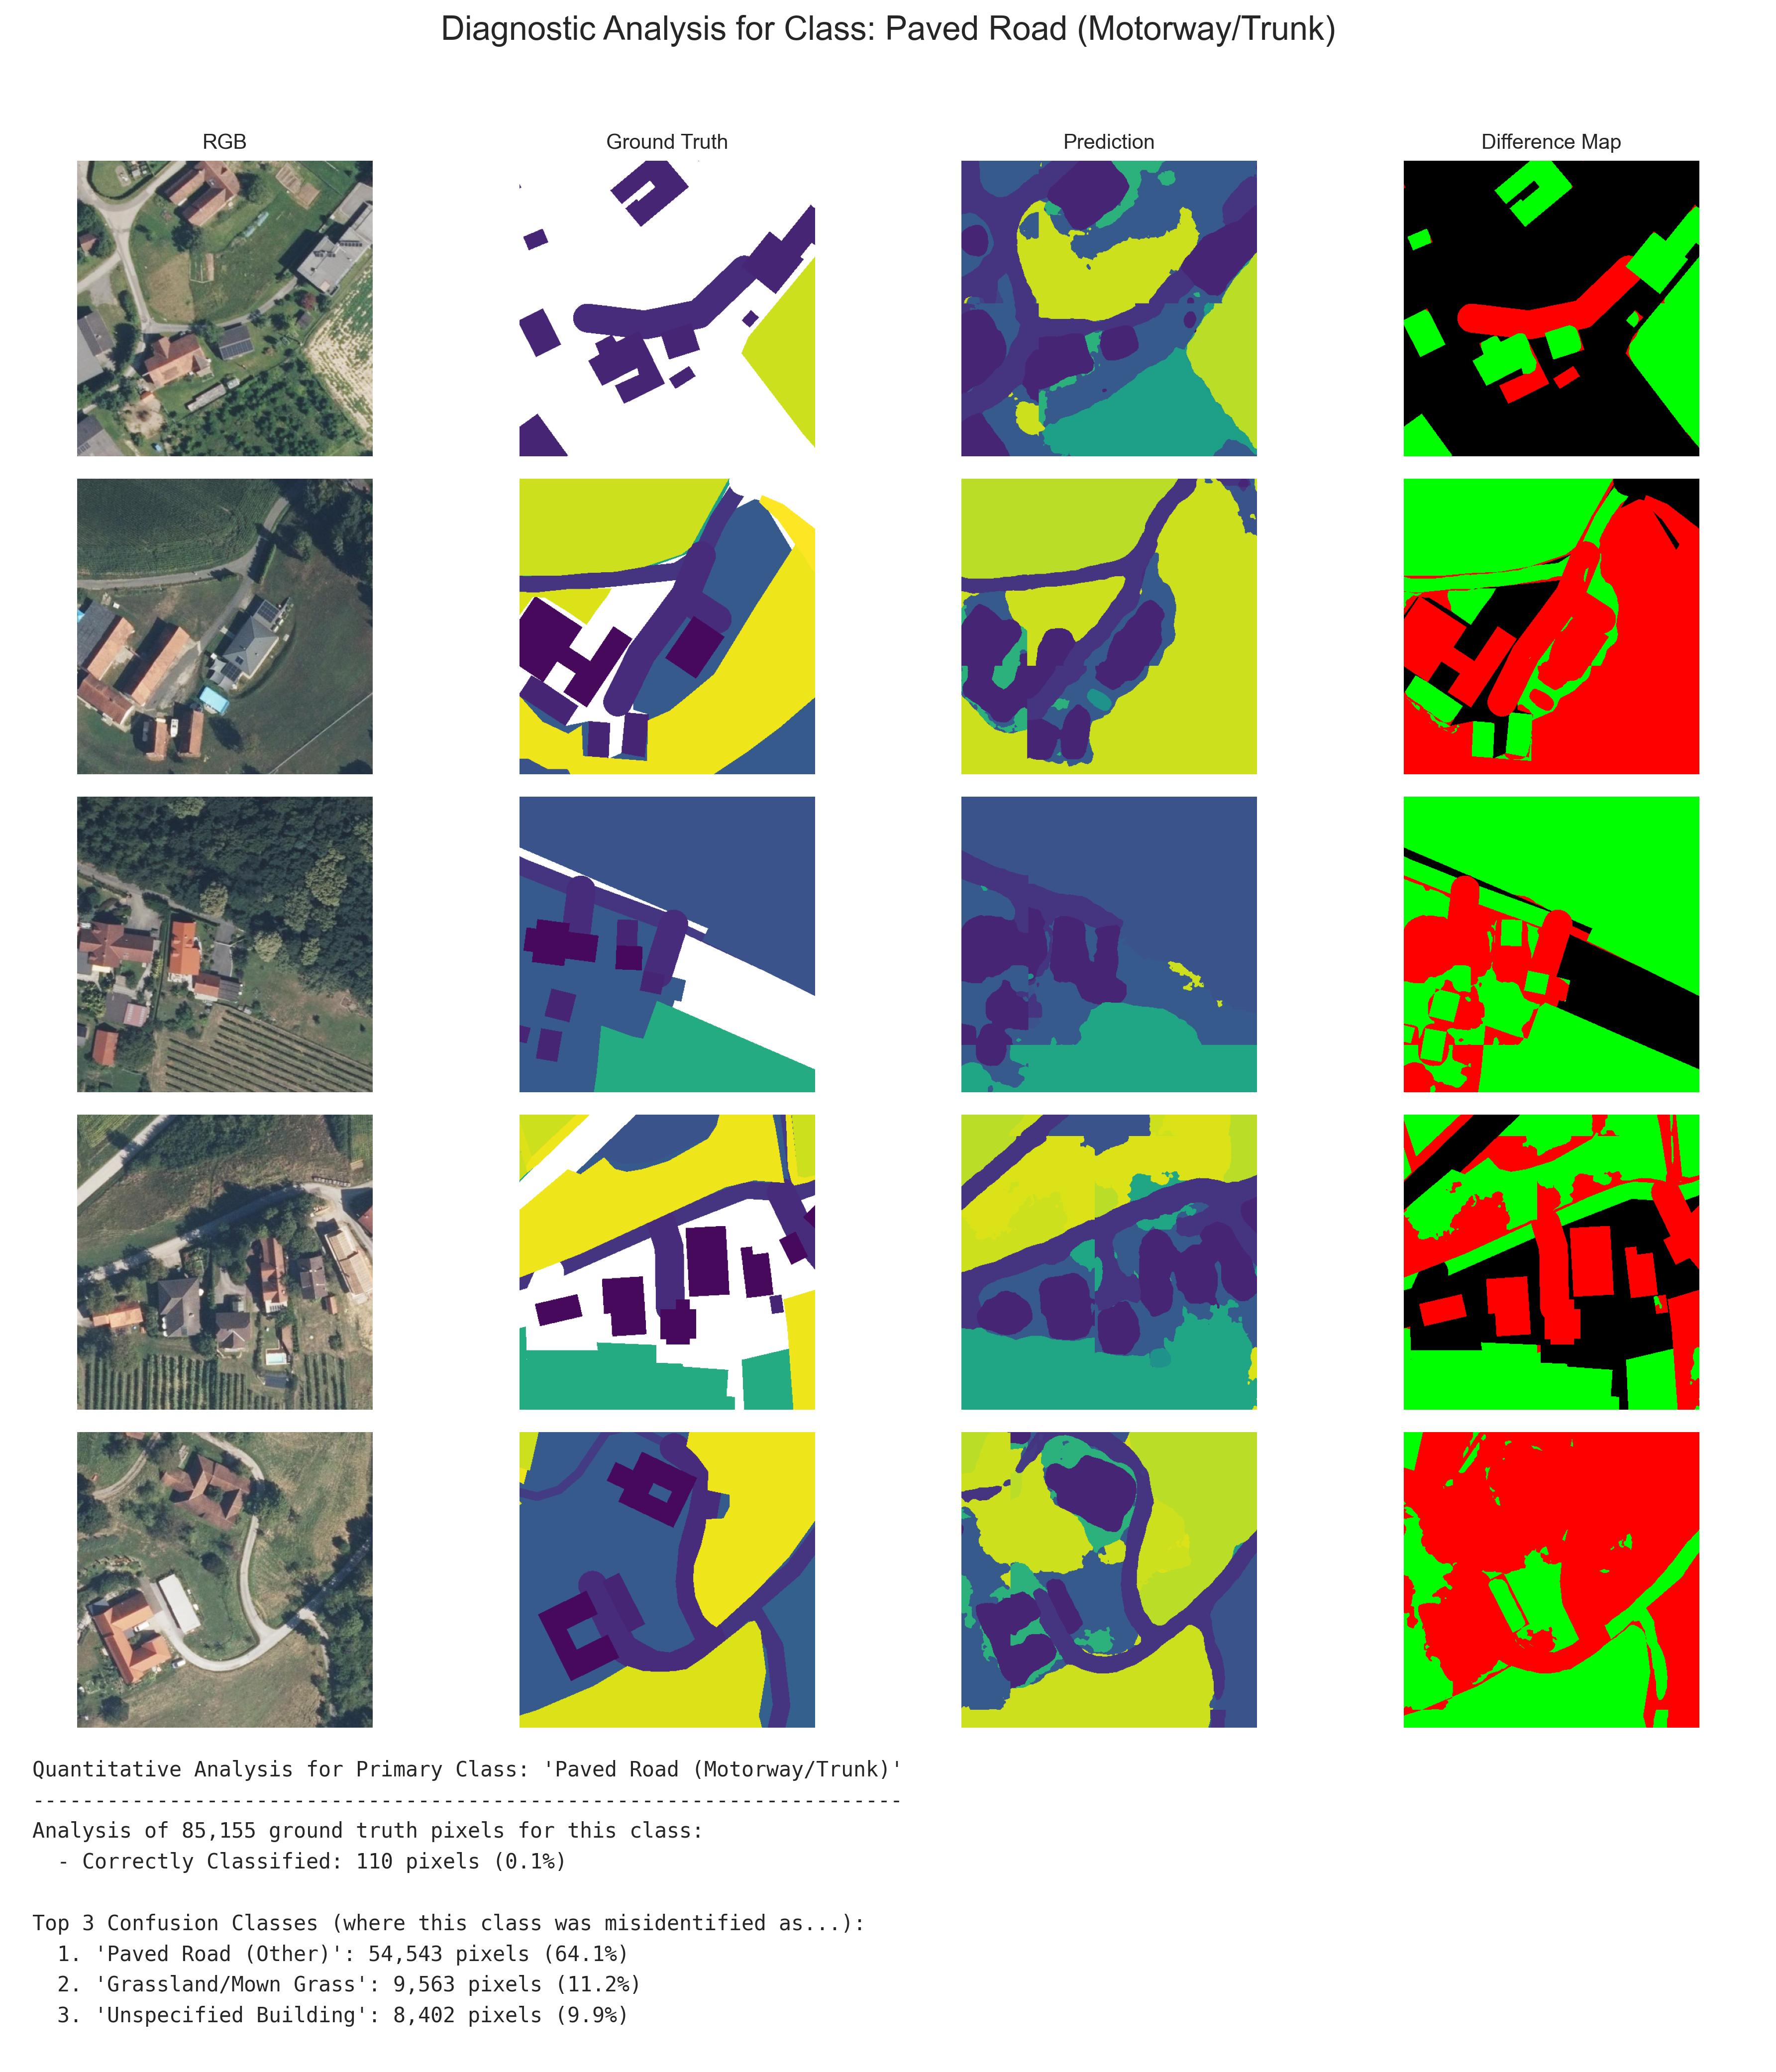 Diagnostic Analysis for Class: Paved Road (Motorway/Trunk)
RGB
Ground Truth
Prediction
Difference Map
Quantitative Analysis for Primary Class: 'Paved Road (Motorway/Trunk)'
----------------------------------------------------------------------
Analysis of 85,155 ground truth pixels for this class:
- Correctly Classified: 110 pixels (0.1%)
Top 3 Confusion Classes (where this class was misidentified as...):
1. 'Paved Road (Other)': 54,543 pixels (64.1%)
2. 'Grassland/Mown Grass': 9,563 pixels (11.2%)
3. 'Unspecified Building': 8,402 pixels (9.9%)